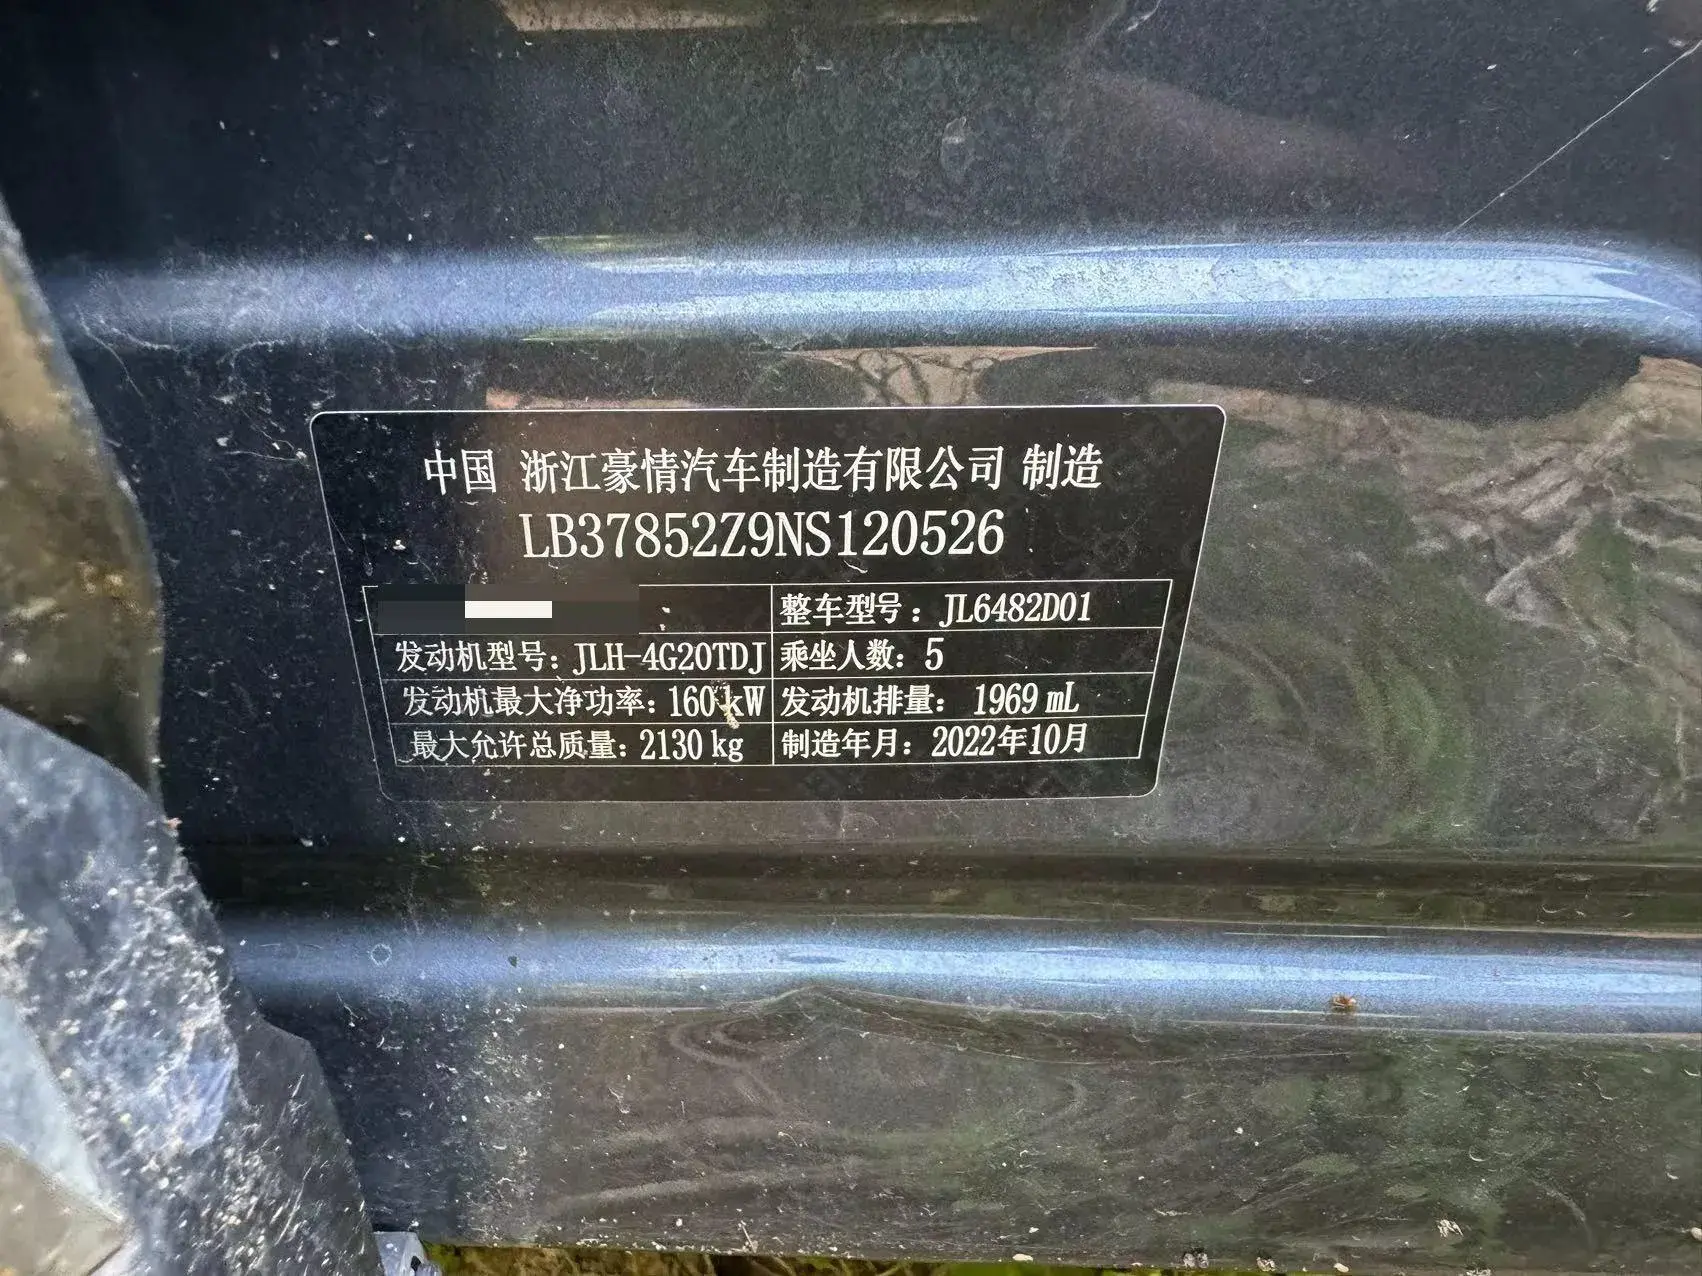 中国 浙江豪情汽车制造有限公司 制造
LB37852Z9NS120526
整车型号：JL6482D01
发动机型号：JLH-4G20TDJ 乘坐人数：5
发动机最大净功率：160kW 发动机排量： 1969 mL
最大允许总质量：2130 kg 制造年月：2022年10月